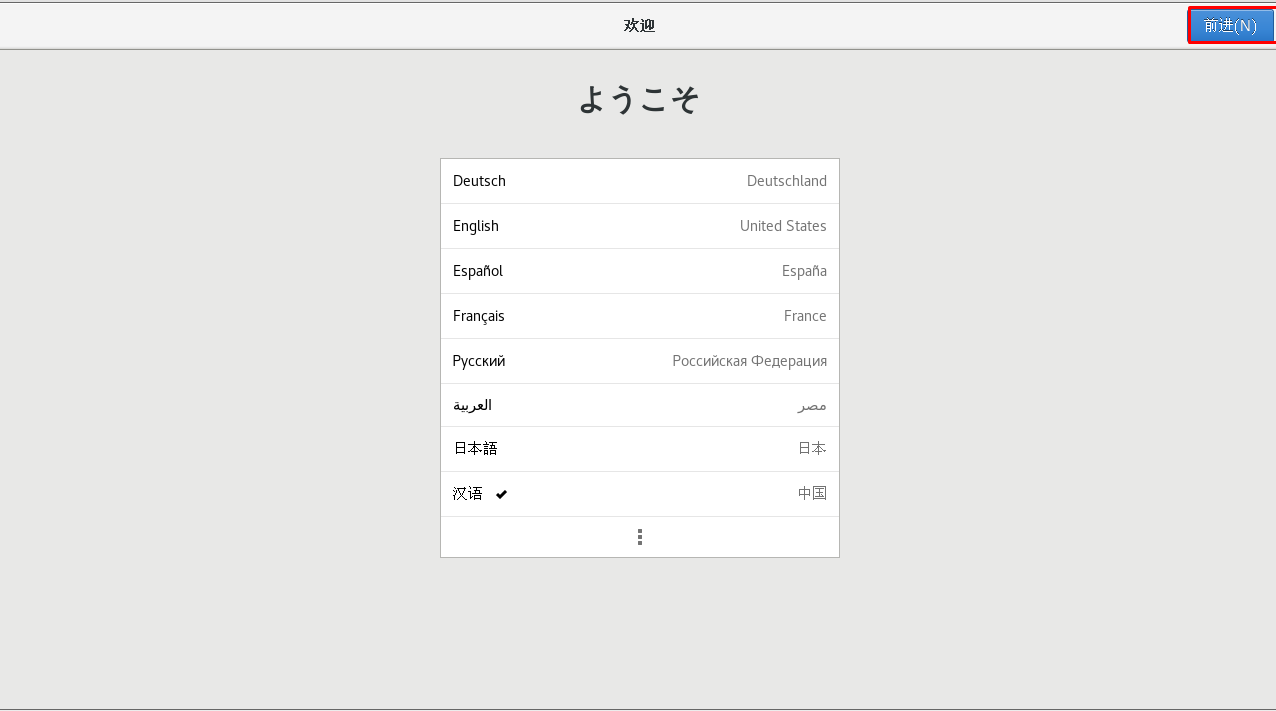 欢迎
前进(N)
ようこそ
Deutsch Deutschland
English United States
Español España
Français France
Русский Российская Федерация
العربية مصر
日本語 日本
汉语 中国